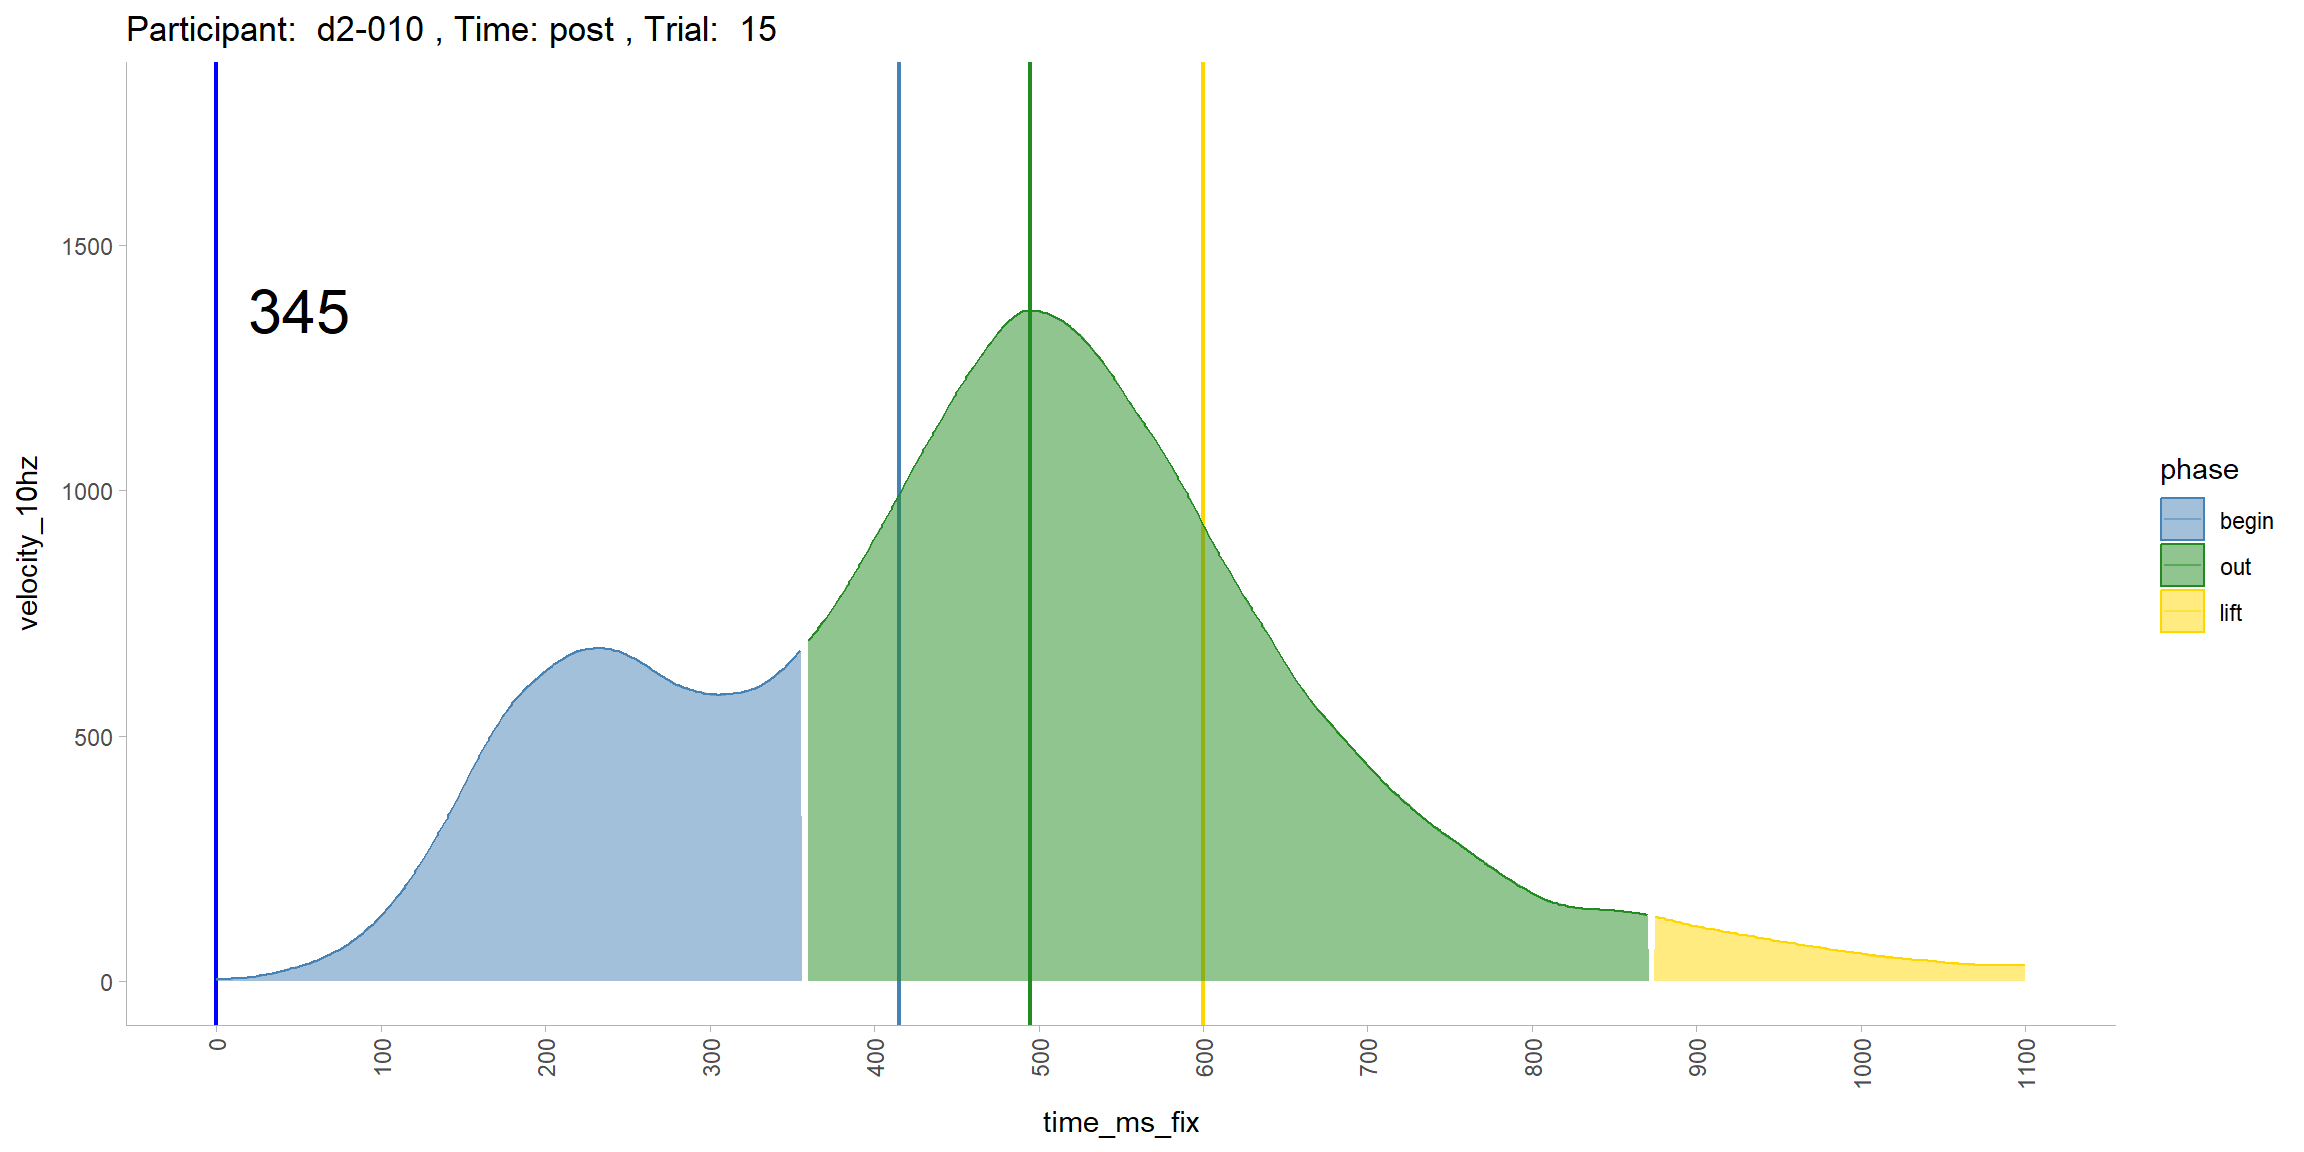 Participant:  d2-010 , Time: post , Trial:  15
1500
345
1000
500
0
velocity_10hz
0 100 200 300 400 500 600 700 800 900 1000 1100
time_ms_fix
phase
begin
out
lift